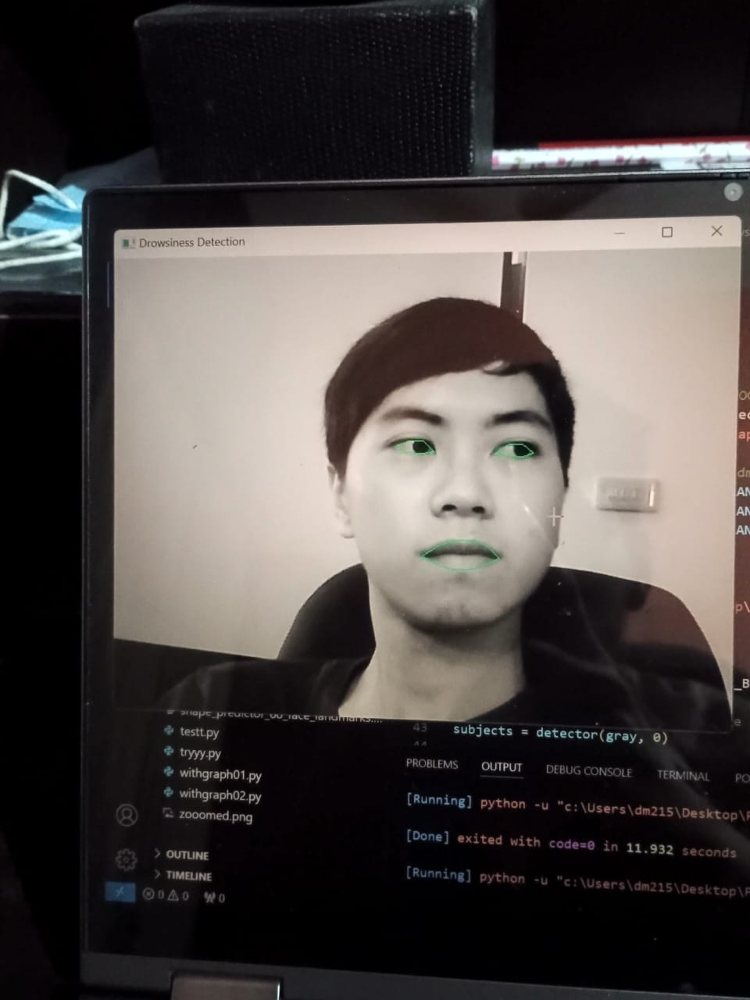 Drowsiness Detection
shape_predictor_68_face_landmarks....
testt.py
tryyy.py
withgraph01.py
withgraph02.py
zooomed.png
OUTLINE
TIMELINE
0 0 0
43 subjects = detector(gray, 0)
44
PROBLEMS OUTPUT DEBUG CONSOLE TERMINAL PO
[Running] python -u "c:\Users\dm215\Desktop\F
[Done] exited with code=0 in 11.932 seconds
[Running] python -u "c:\Users\dm215\Desktop\F